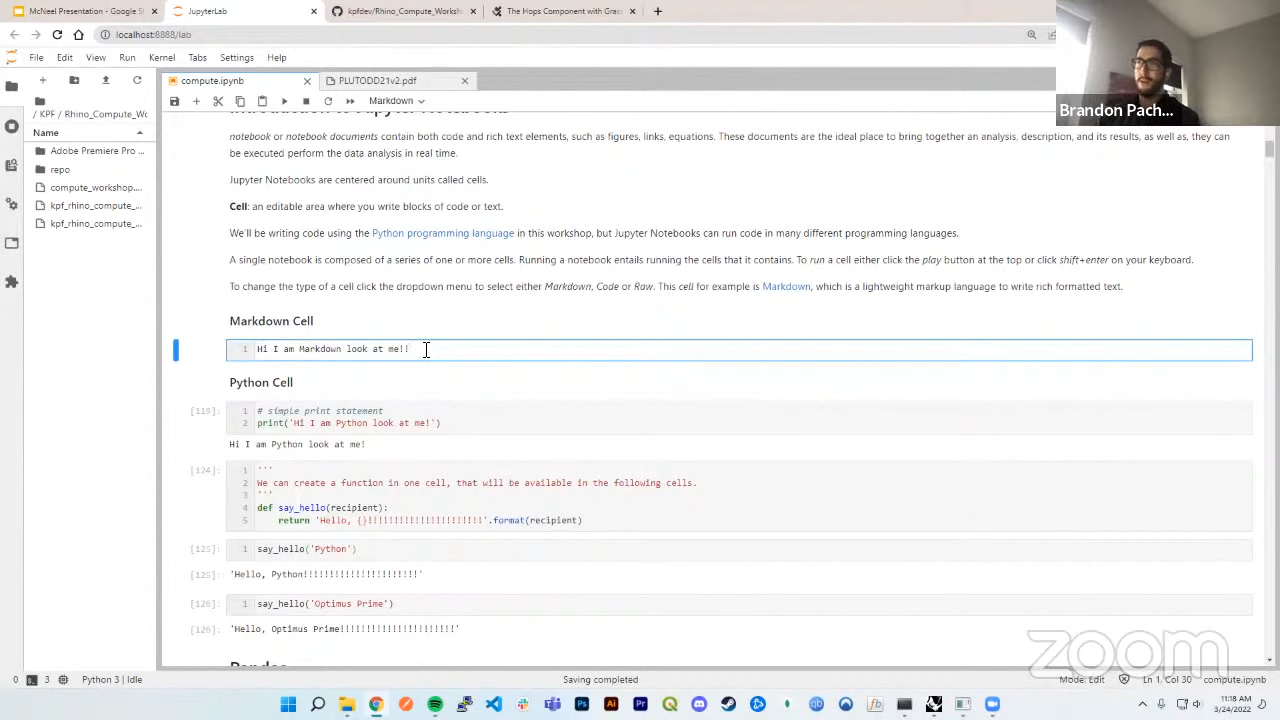 McNeel Presentation - Google S
JupyterLab
kpfdev/Rhino_Compute_Worksh
The Hops Component with Gras
localhost:8888/lab
File Edit View Run Kernel Tabs Settings Help
compute.ipynb
PLUTODD21v2.pdf
Markdown
Brandon Pach...
/ KPF / Rhino_Compute_Wo
Name
Adobe Premiere Pro ...
repo
compute_workshop....
kpf_rhino_compute_...
kpf_rhino_compute_...
notebook or notebook documents contain both code and rich text elements, such as figures, links, equations. These documents are the ideal place to bring together an analysis, description, and its results, as well as, they can
be executed perform the data analysis in real time.
Jupyter Notebooks are centered around units called cells.
Cell: an editable area where you write blocks of code or text.
We'll be writing code using the Python programming language in this workshop, but Jupyter Notebooks can run code in many different programming languages.
A single notebook is composed of a series of one or more cells. Running a notebook entails running the cells that it contains. To run a cell either click the play button at the top or click shift+enter on your keyboard.
To change the type of a cell click the dropdown menu to select either Markdown, Code or Raw. This cell for example is Markdown, which is a lightweight markup language to write rich formatted text.
Markdown Cell
1 Hi I am Markdown look at me!!
Python Cell
[119]: 1 # simple print statement
2 print('Hi I am Python look at me!')
Hi I am Python look at me!
[124]: 1 '''
2 We can create a function in one cell, that will be available in the following cells.
3 '''
4 def say_hello(recipient):
5 return 'Hello, {}!!!!!!!!!!!!!!!!!!!!!!'.format(recipient)
[125]: 1 say_hello('Python')
[125]: 'Hello, Python!!!!!!!!!!!!!!!!!!!!!!'
[126]: 1 say_hello('Optimus Prime')
[126]: 'Hello, Optimus Prime!!!!!!!!!!!!!!!!!!!!!!'
Pandas
zoom
0 3 Python 3 | Idle
Saving completed
Mode: Edit Ln 1, Col 30 compute.ipynb
11:18 AM
3/24/2022